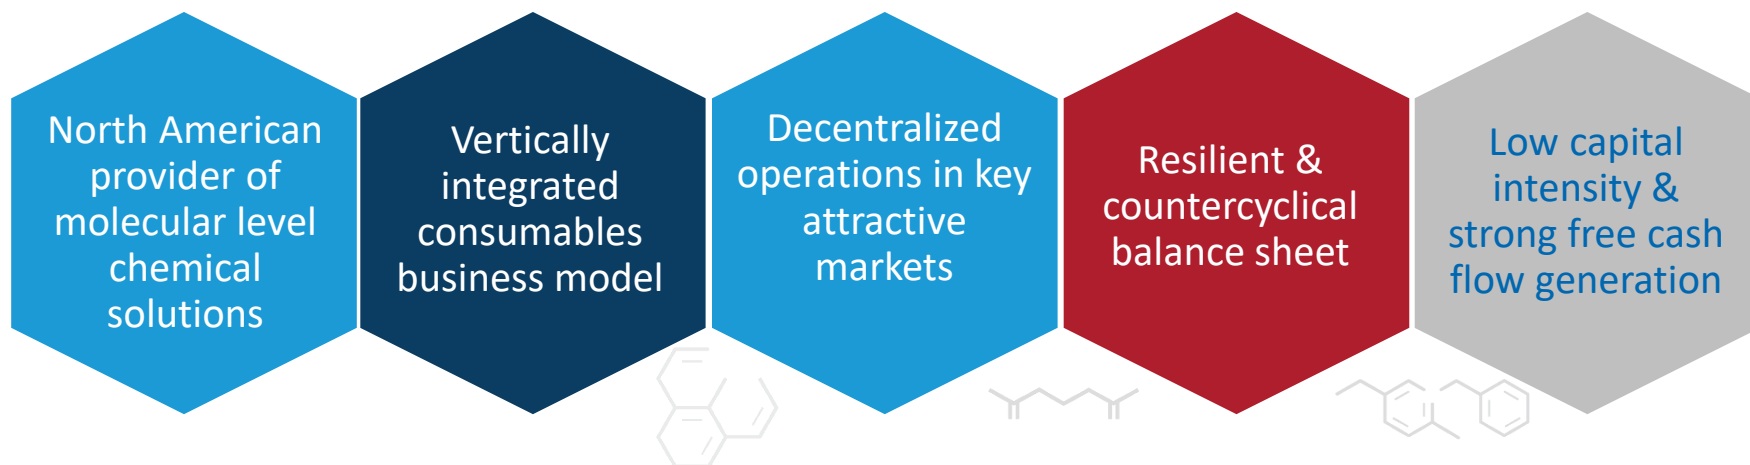 North American
provider of
molecular level
chemical
solutions
Vertically
integrated
consumables
business model
Decentralized
operations in key
attractive
markets
Resilient &
countercyclical
balance sheet
Low capital
intensity &
strong free cash
flow generation